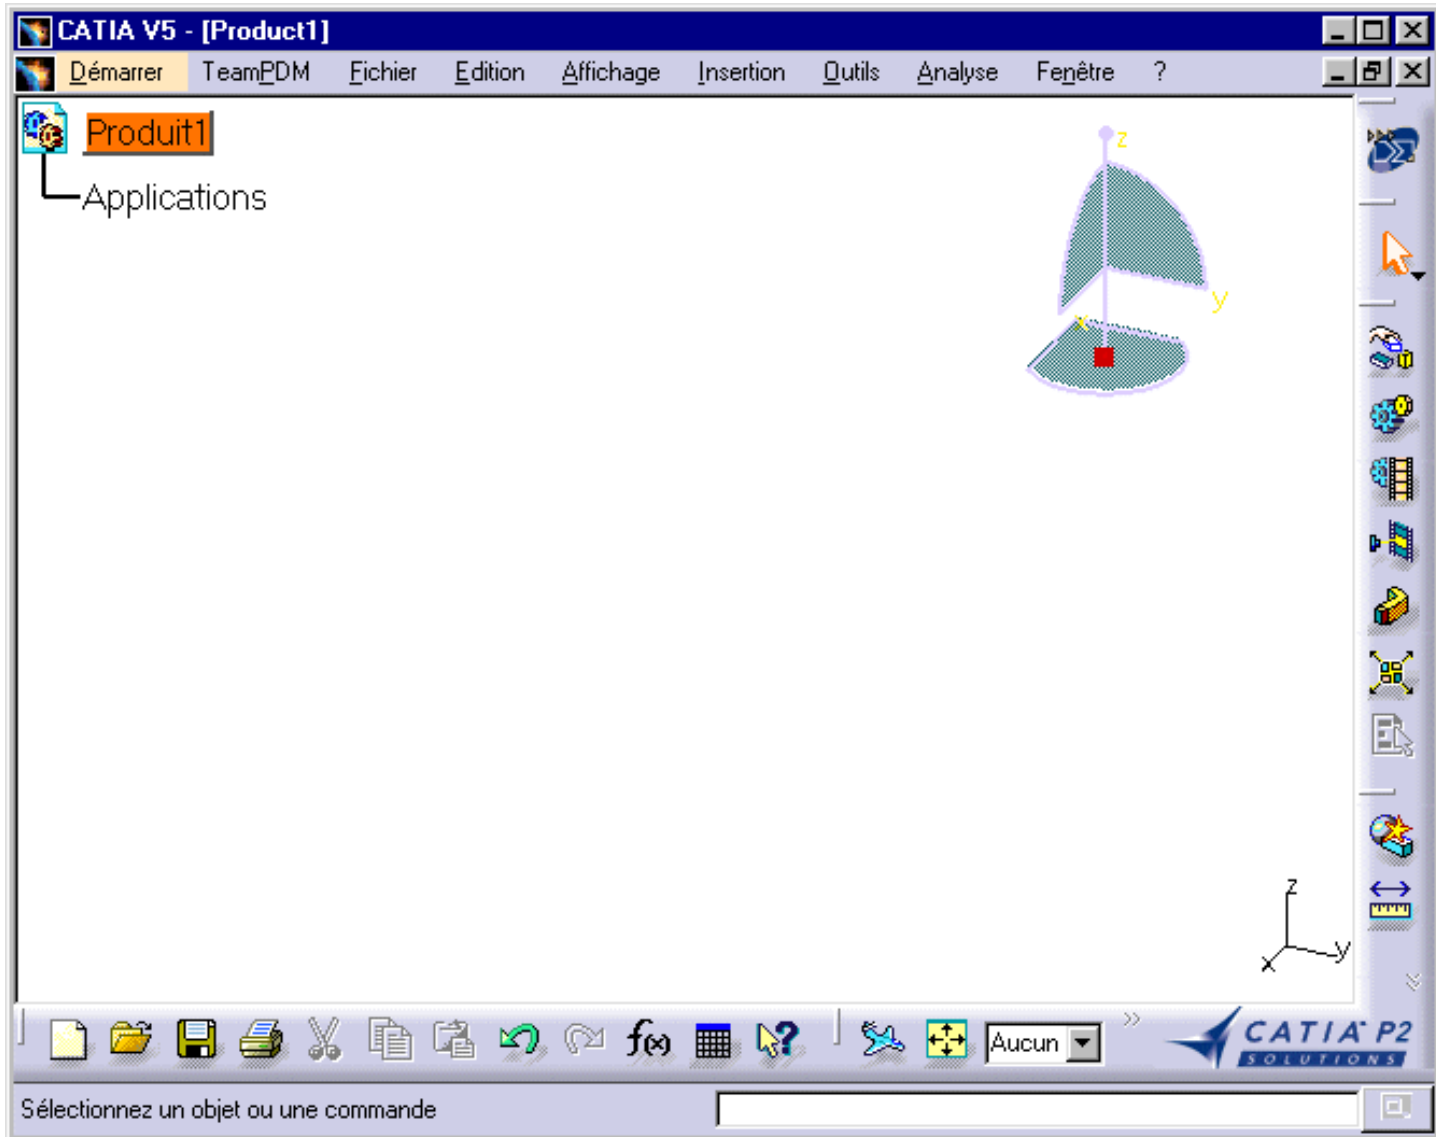 CATIA V5 - [Product1]
Démarrer TeamPDM Fichier Edition Affichage Insertion Outils Analyse Fenêtre ?
Produit1
Applications
z
y
x
z
y
x
f(x)
Aucun
CATIA P2
SOLUTIONS
Sélectionnez un objet ou une commande